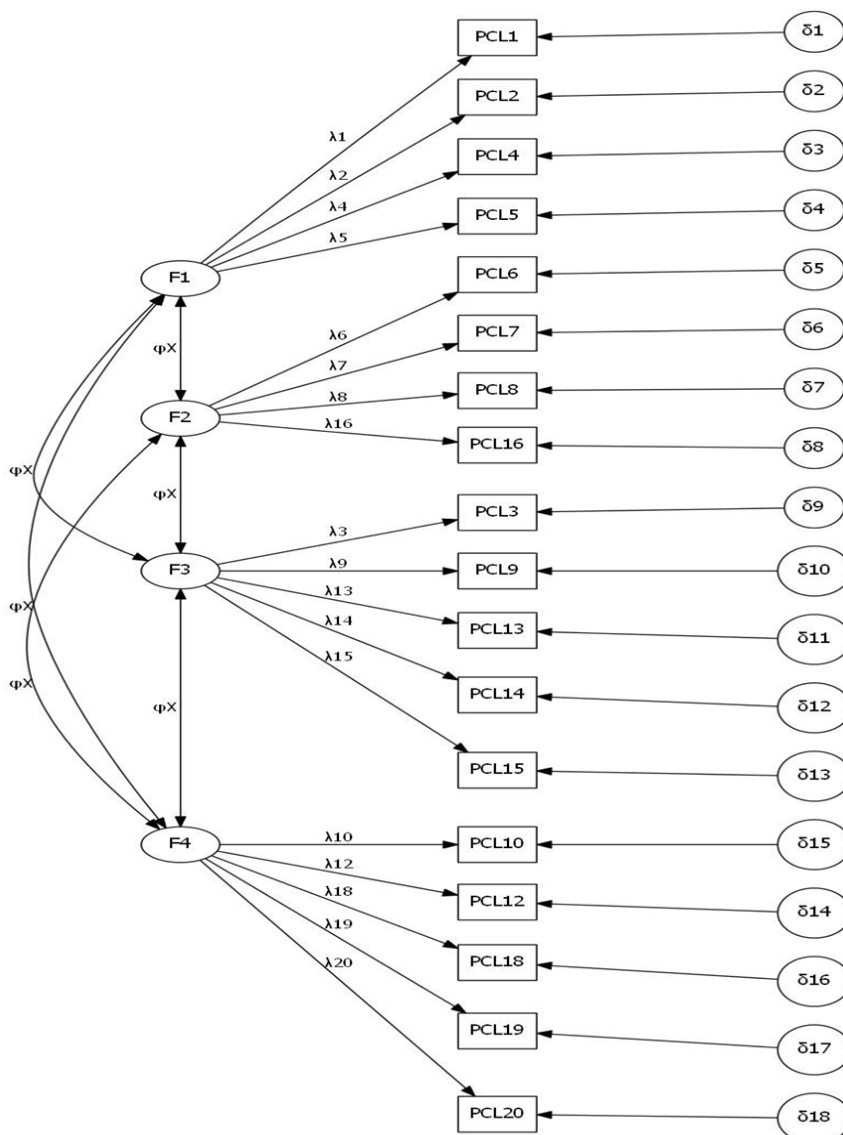 PCL1
δ1
PCL2
δ2
λ1
PCL4
δ3
λ2
λ4
PCL5
δ4
λ5
F1
PCL6
δ5
λ6
PCL7
δ6
φX
λ7
PCL8
δ7
λ8
F2
λ16
PCL16
δ8
φX
φX
PCL3
δ9
λ3
F3
λ9
PCL9
δ10
λ13
φX
λ14
PCL13
δ11
λ15
PCL14
δ12
φX
φX
PCL15
δ13
F4
λ10
PCL10
δ15
λ12
λ18
PCL12
δ14
λ19
λ20
PCL18
δ16
PCL19
δ17
PCL20
δ18